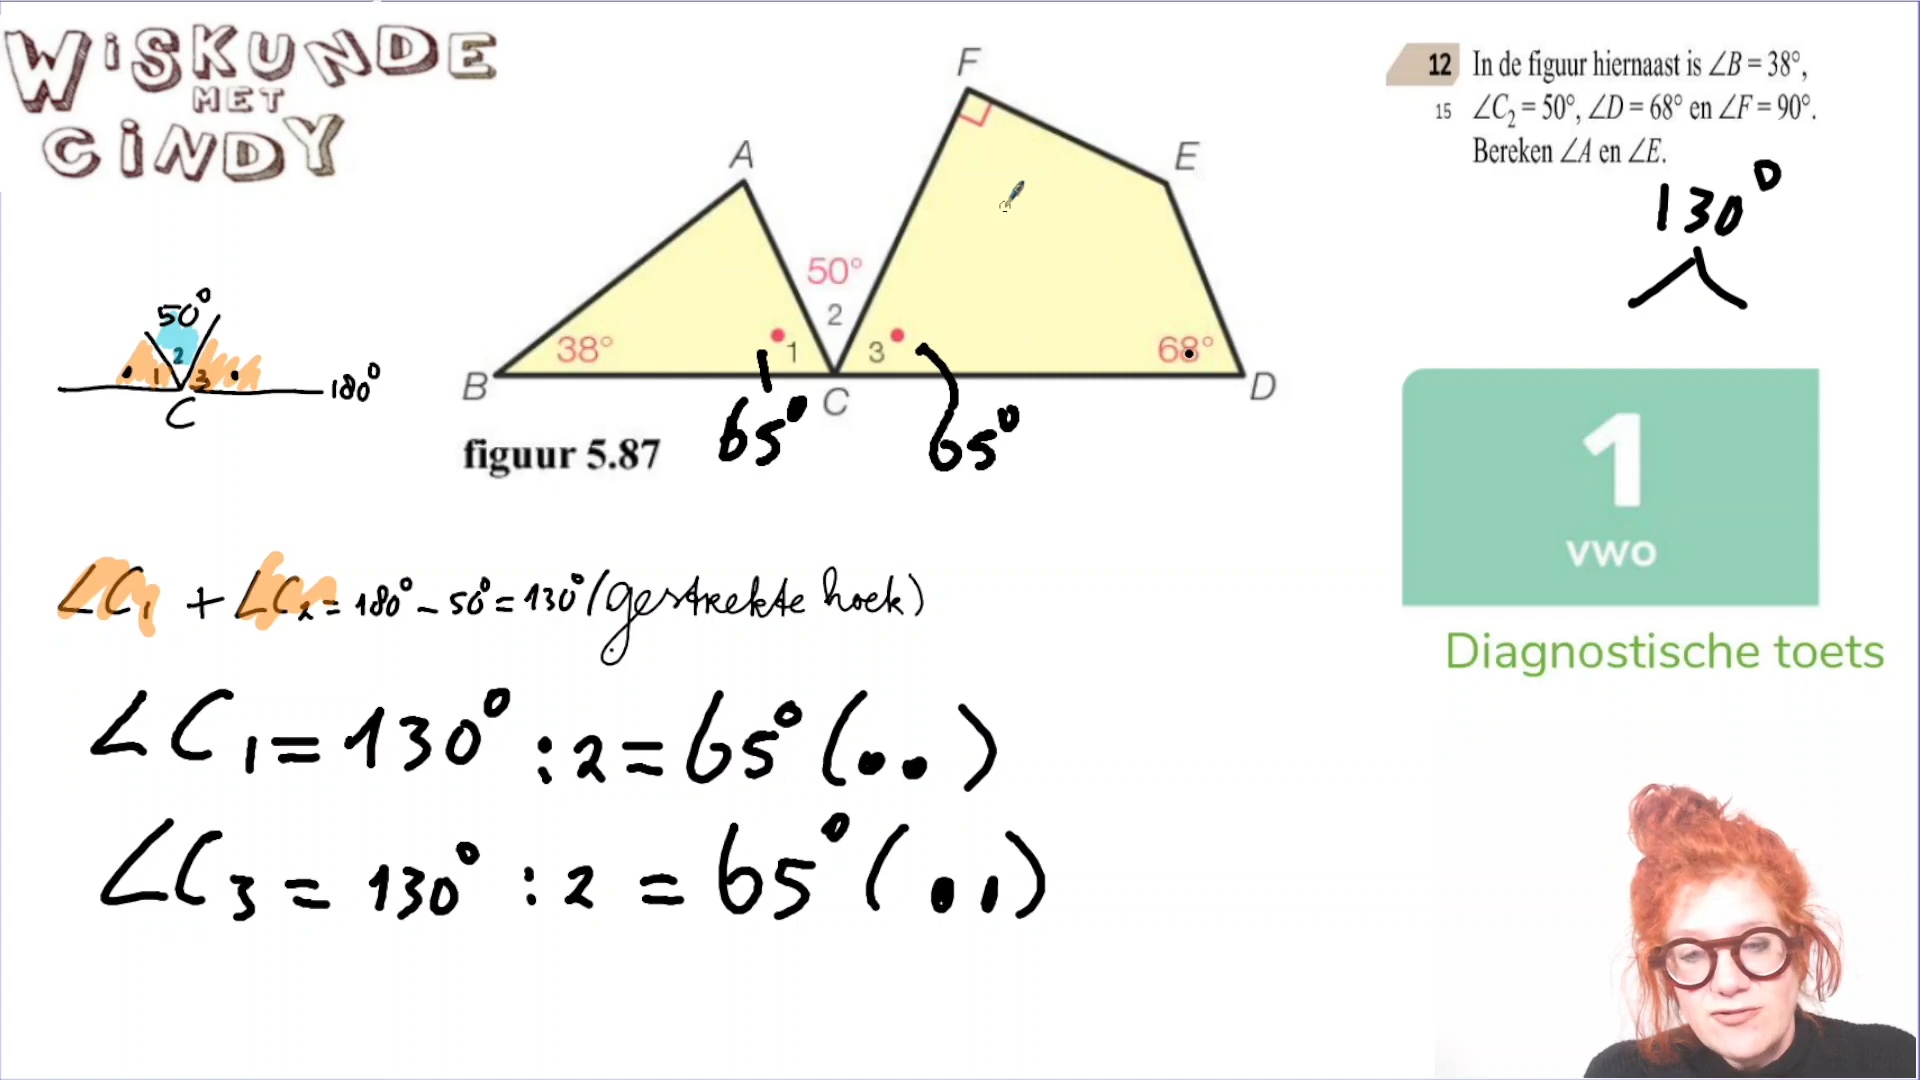 WiSKUNDE
MET
CiNDY
12 In de figuur hiernaast is ∠B = 38°,
15 ∠C₂ = 50°, ∠D = 68° en ∠F = 90°.
Bereken ∠A en ∠E.
130°
F
A
E
50°
2
38°
1
3
68°
B
C
D
65°
65°
figuur 5.87
50°
2
1
3
180°
C
1
vwo
Diagnostische toets
∠C₁ + ∠C₂ = 180° - 50° = 130° (gestrekte hoek)
∠C₁ = 130° : 2 = 65° (••)
∠C₃ = 130° : 2 = 65° (••)